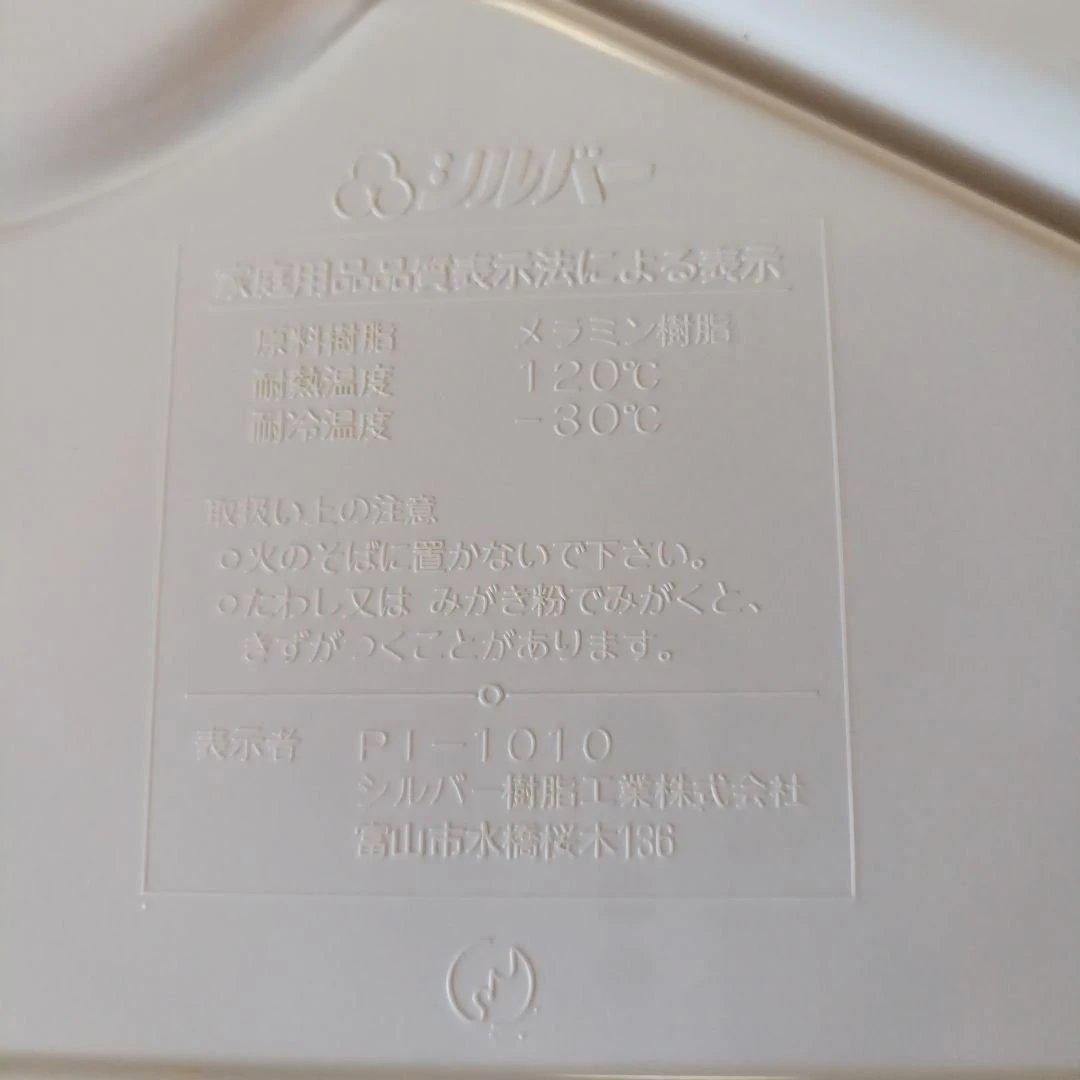 シルバー
家庭用品品質表示法による表示
原料樹脂 メラミン樹脂
耐熱温度 120℃
耐冷温度 -30℃
取扱い上の注意
○火のそばに置かないで下さい。
○たわし又は みがき粉でみがくと、
きずがつくことがあります。
表示者 PI-1010
シルバー樹脂工業株式会社
富山市水橋桜木136